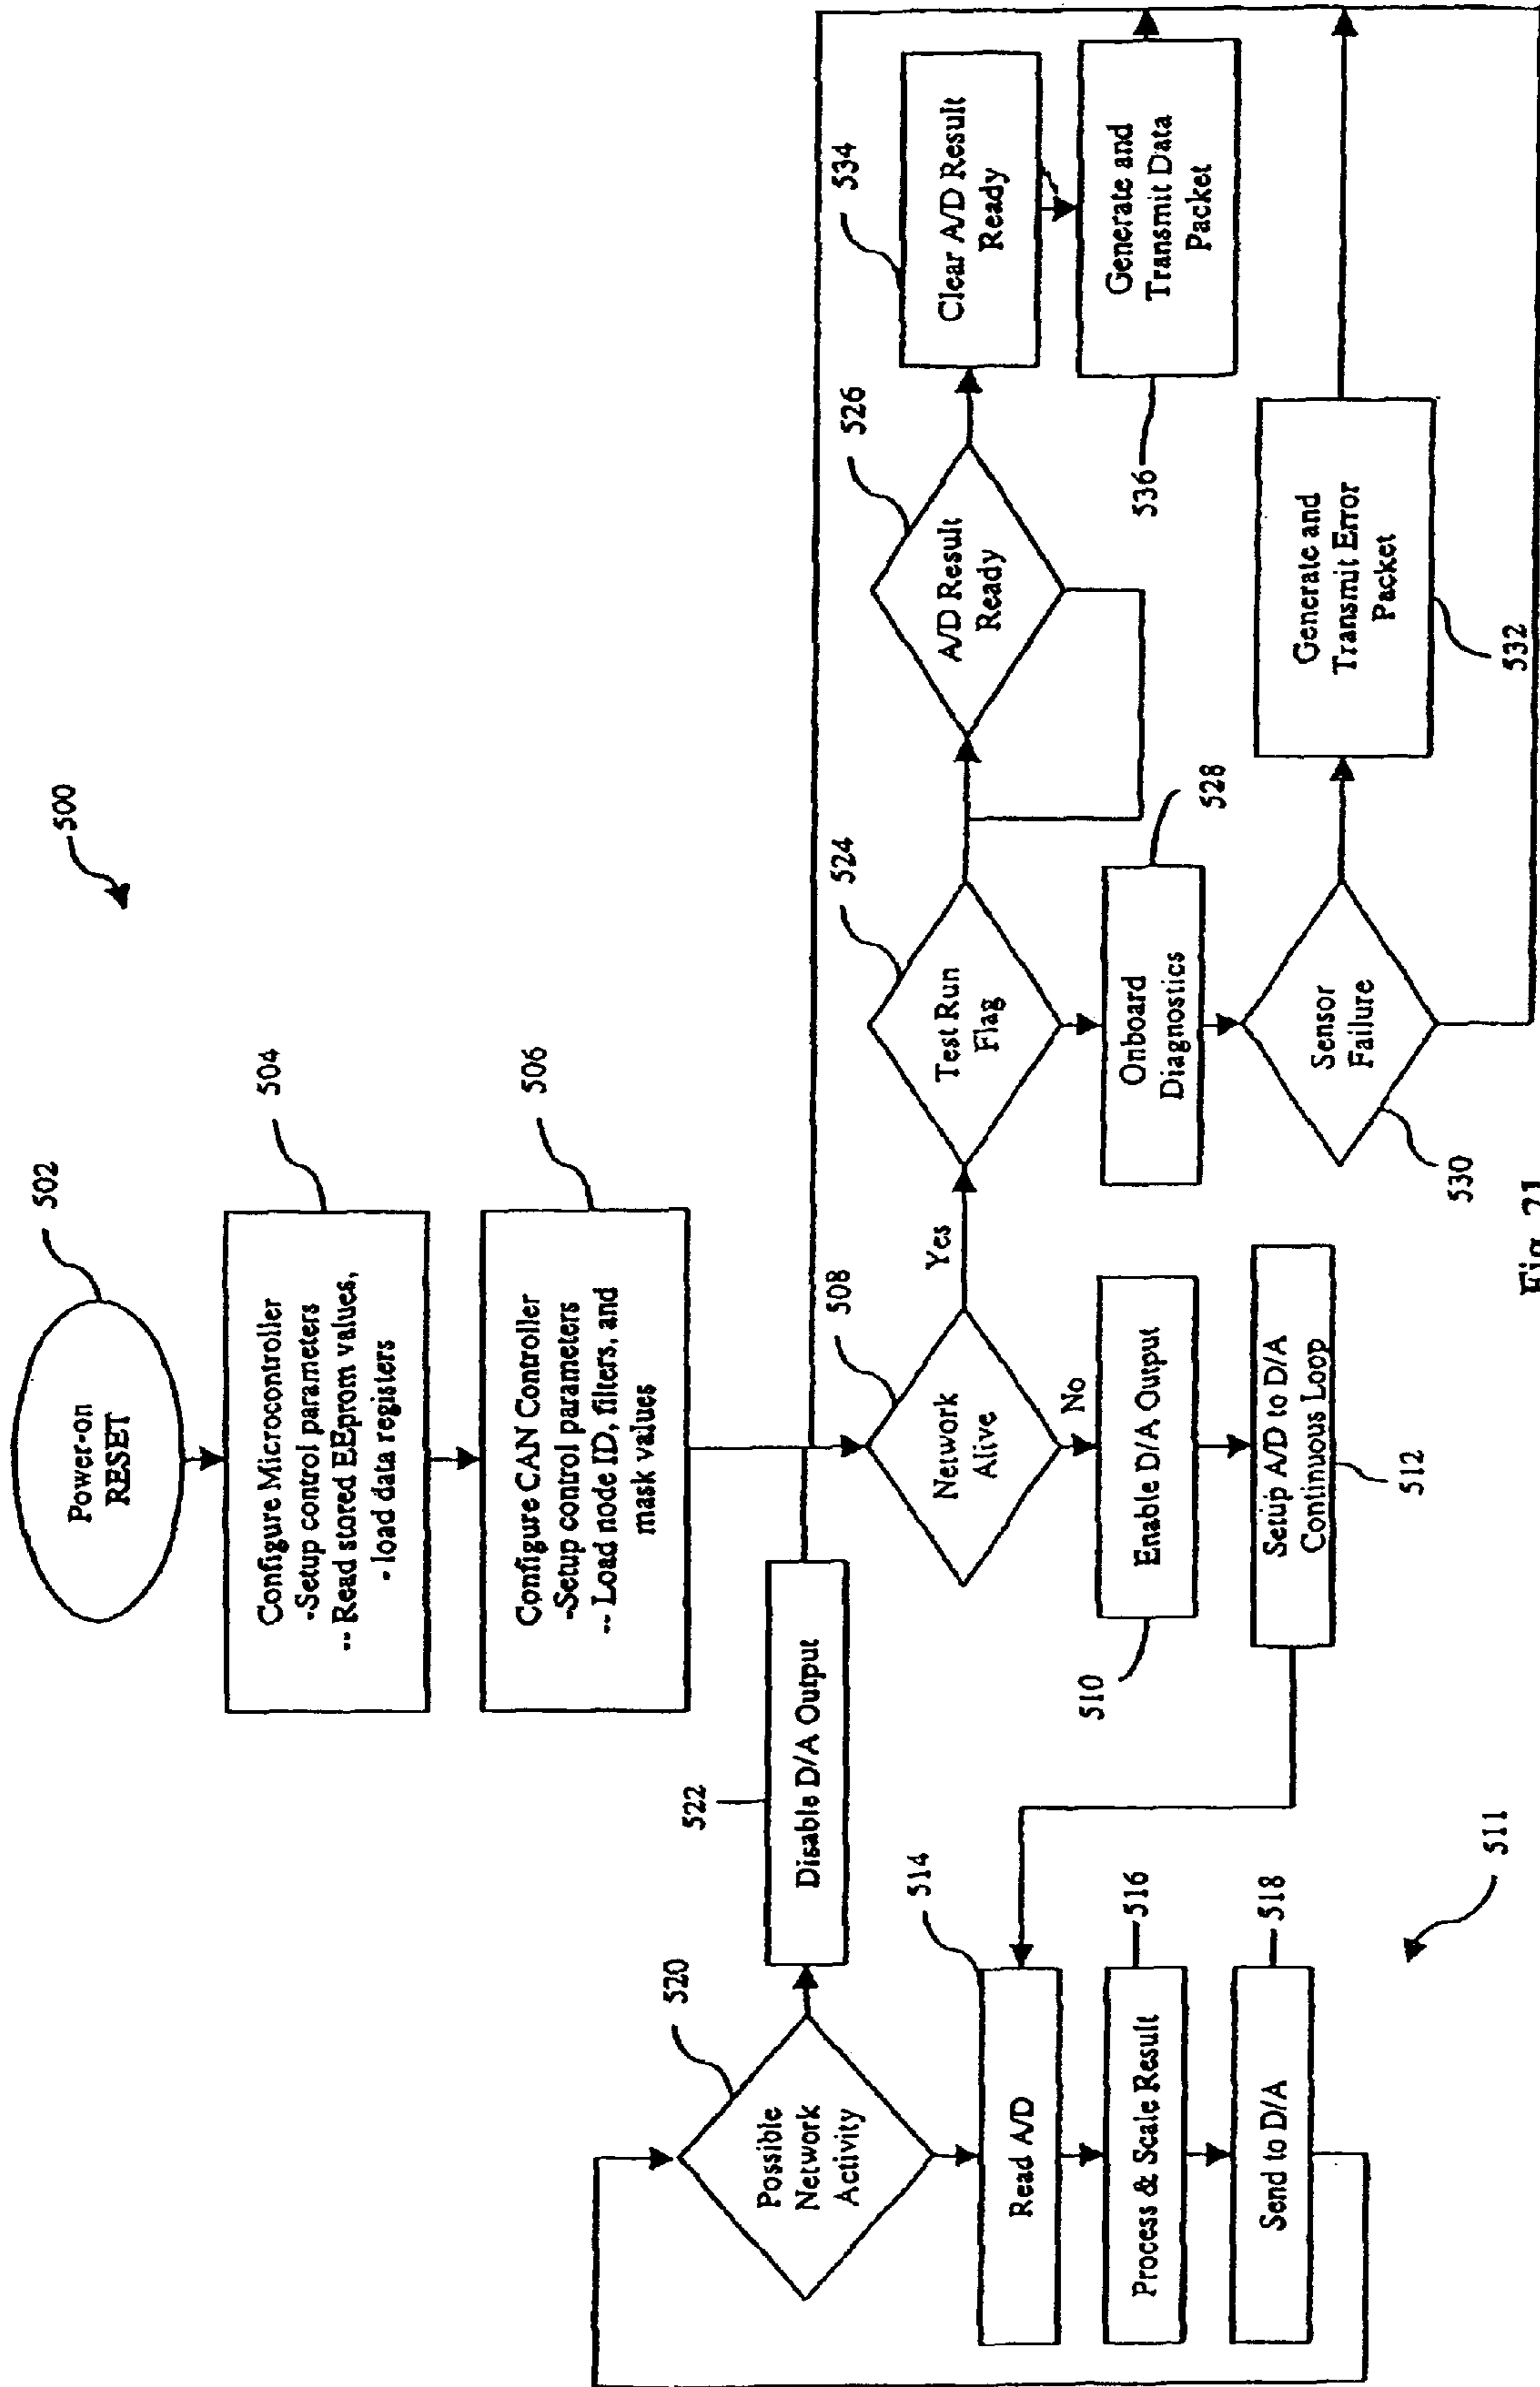 500
502
Power-on
RESET
504
Configure Microcontroller
-Setup control parameters
-- Read stored EEprom values,
- load data registers
506
Configure CAN Controller
-Setup control parameters
-- Load node ID, filters, and
mask values
520
Possible
Network
Activity
522
Disable D/A Output
508
Network
Alive
Yes
No
524
Test Run
Flag
526
A/D Result
Ready
534
Clear A/D Result
Ready
514
Read A/D
510
Enable D/A Output
528
Onboard
Diagnostics
536
Generate and
Transmit Data
Packet
516
Process & Scale Result
512
Setup A/D to D/A
Continuous Loop
518
Send to D/A
530
Sensor
Failure
532
Generate and
Transmit Error
Packet
511
Fig. 21